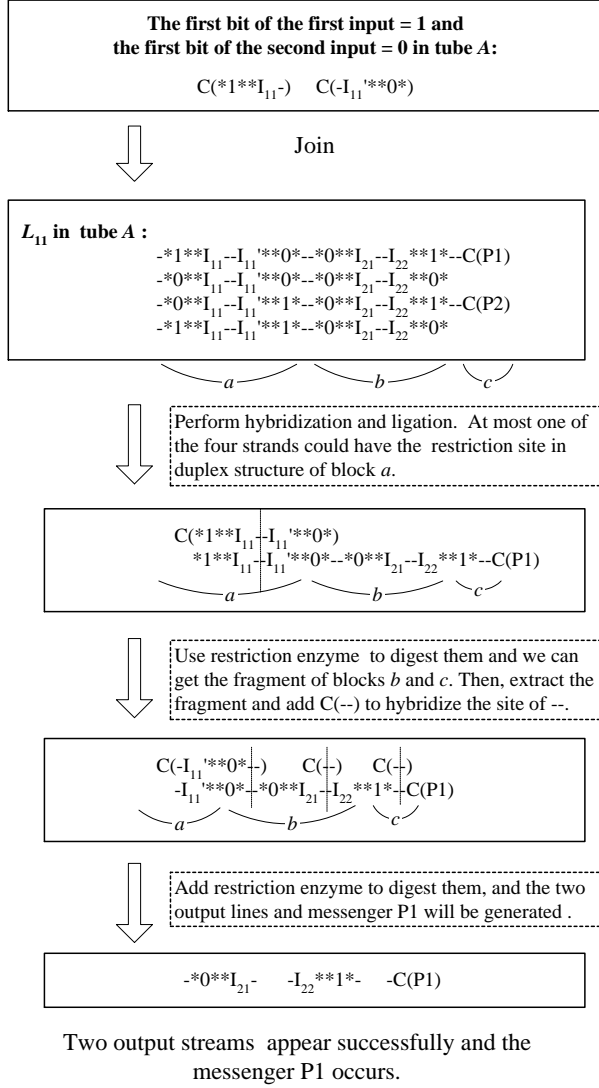 The first bit of the first input = 1 and
the first bit of the second input = 0 in tube A:
C(*1**I11-) C(-I11'**0*)
Join
L11 in tube A :
-*1**I11--I11'**0*--*0**I21--I22**1*--C(P1)
-*0**I11--I11'**0*--*0**I21--I22**0*
-*0**I11--I11'**1*--*0**I21--I22**1*--C(P2)
-*1**I11--I11'**1*--*0**I21--I22**0*
a b c
Perform hybridization and ligation. At most one of
the four strands could have the restriction site in
duplex structure of block a.
C(*1**I11--I11'**0*)
*1**I11--I11'**0*--*0**I21--I22**1*--C(P1)
a b c
Use restriction enzyme to digest them and we can
get the fragment of blocks b and c. Then, extract the
fragment and add C(--) to hybridize the site of --.
C(-I11'**0*--) C(--) C(--)
-I11'**0*--*0**I21--I22**1*--C(P1)
a b c
Add restriction enzyme to digest them, and the two
output lines and messenger P1 will be generated .
-*0**I21- -I22**1*- -C(P1)
Two output streams appear successfully and the
messenger P1 occurs.